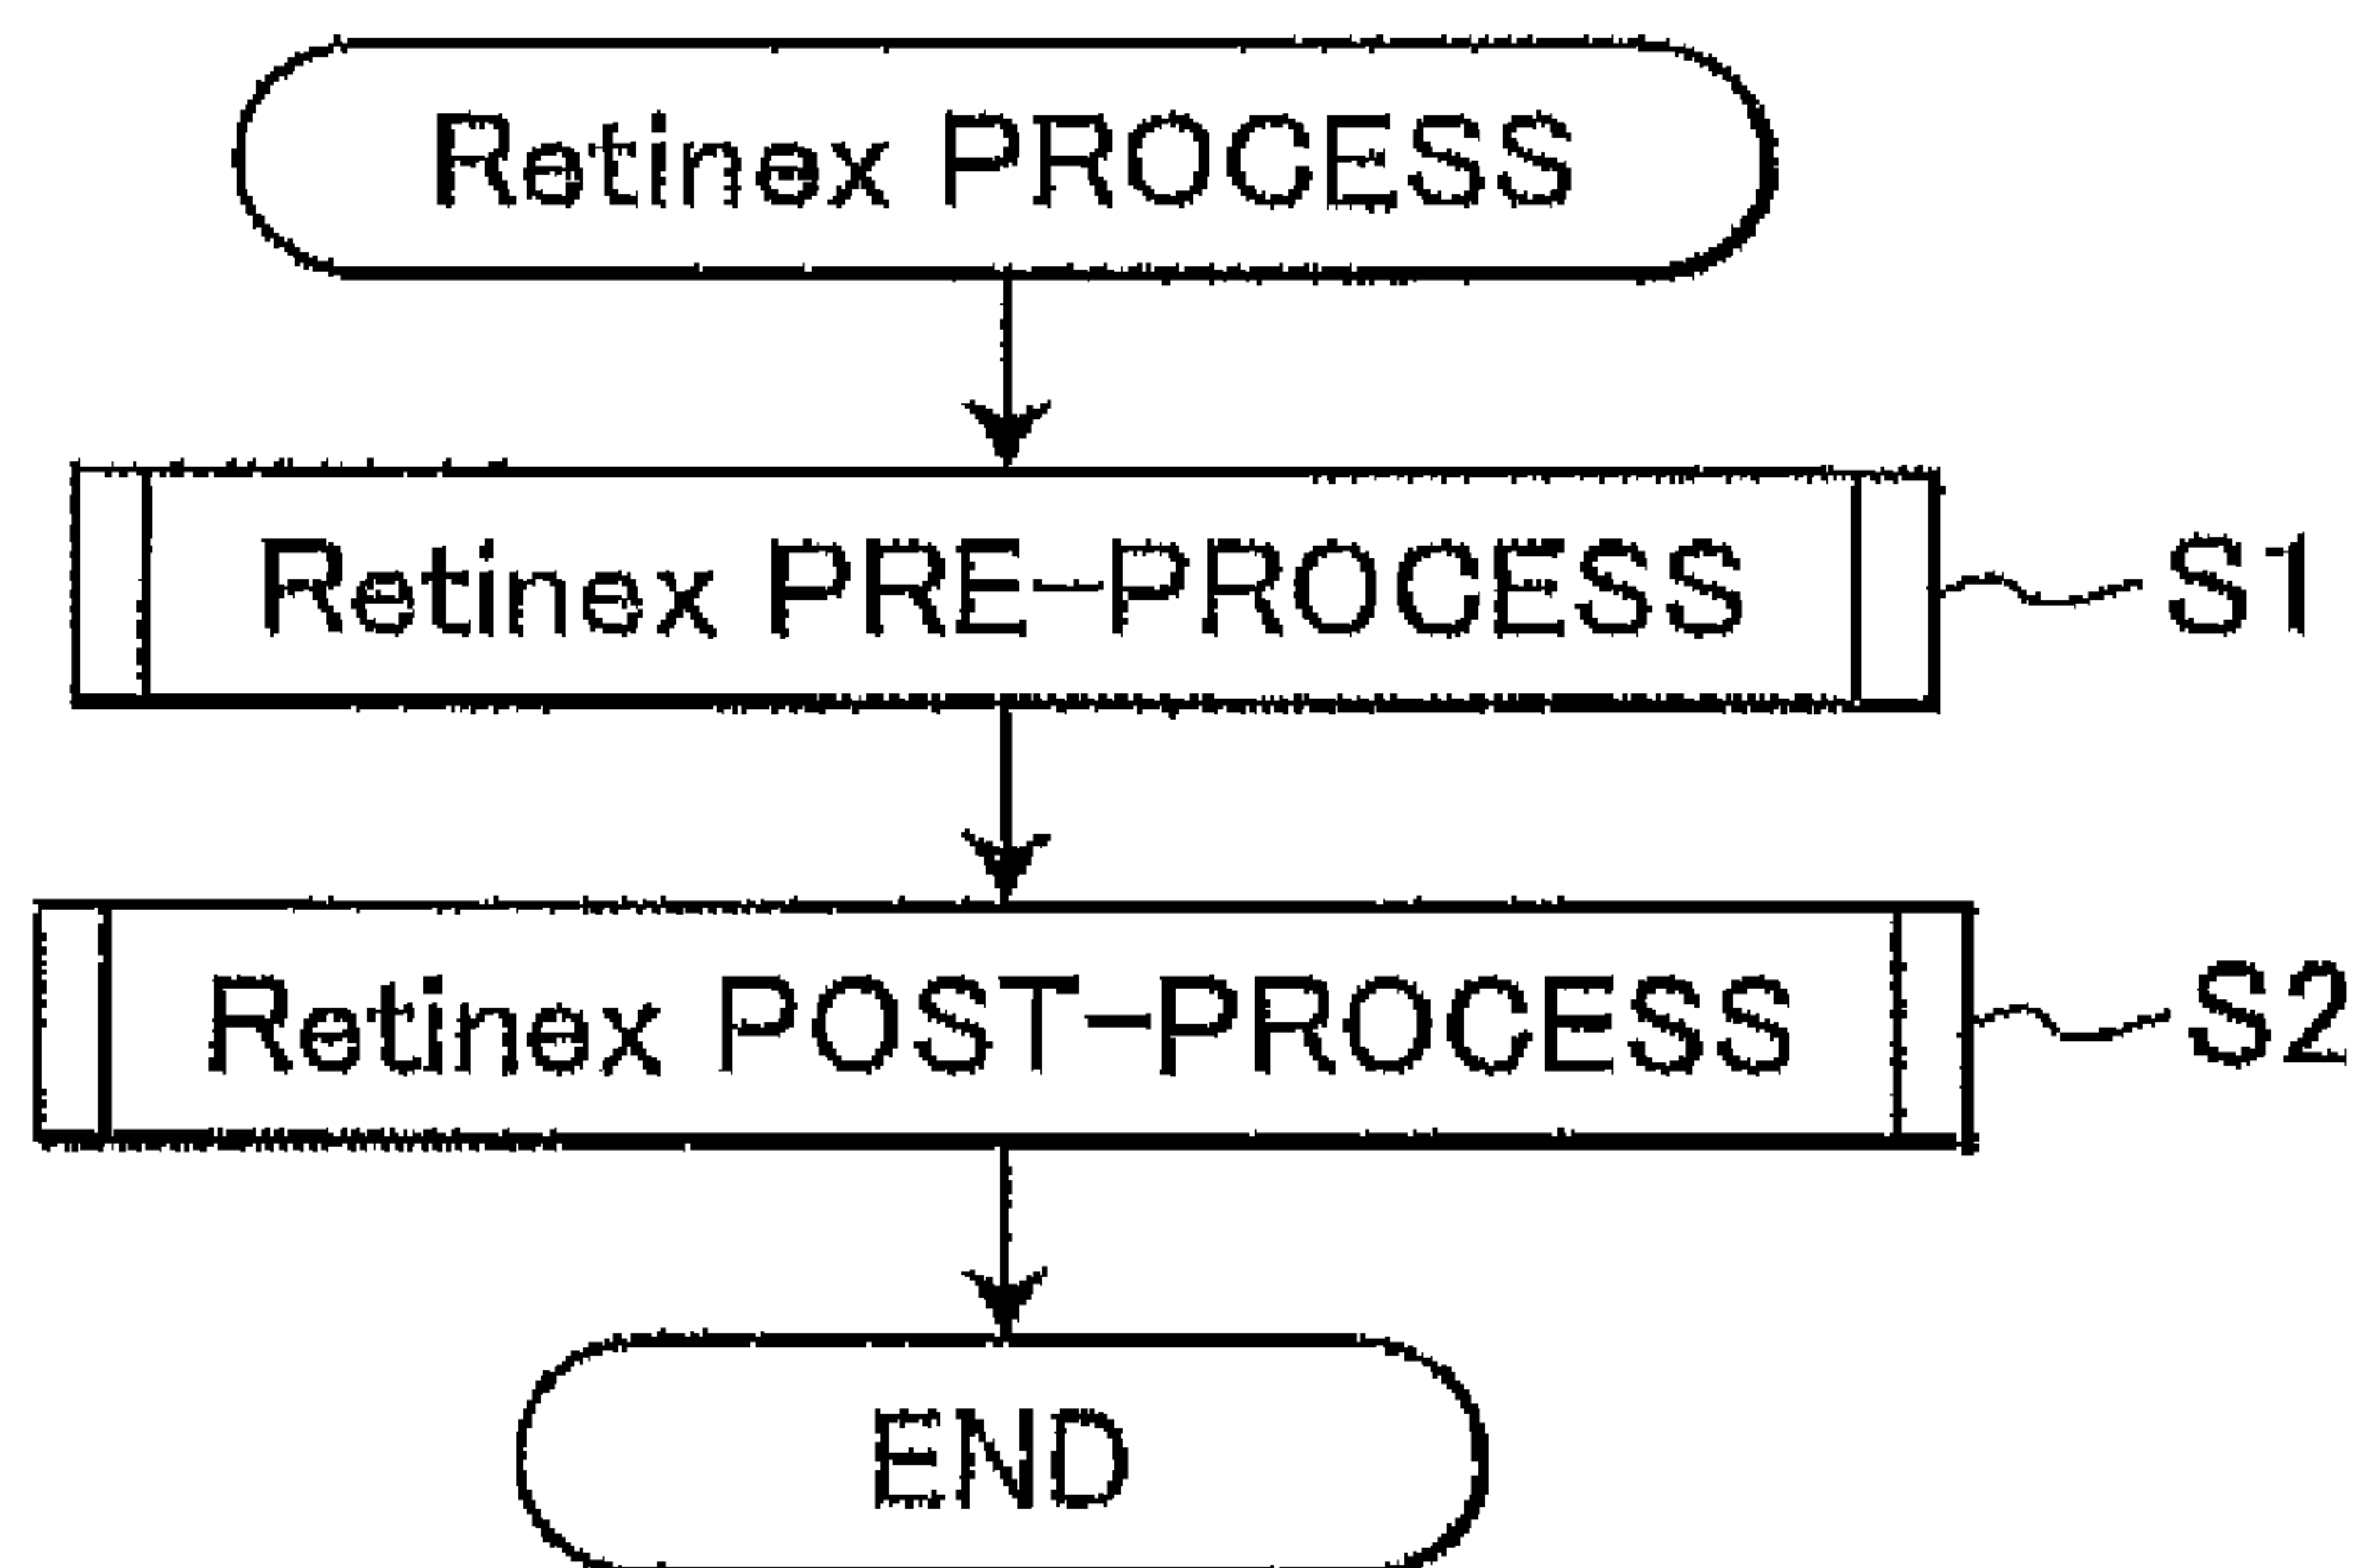 Retinex PROCESS
Retinex PRE-PROCESS S1
Retinex POST-PROCESS S2
END